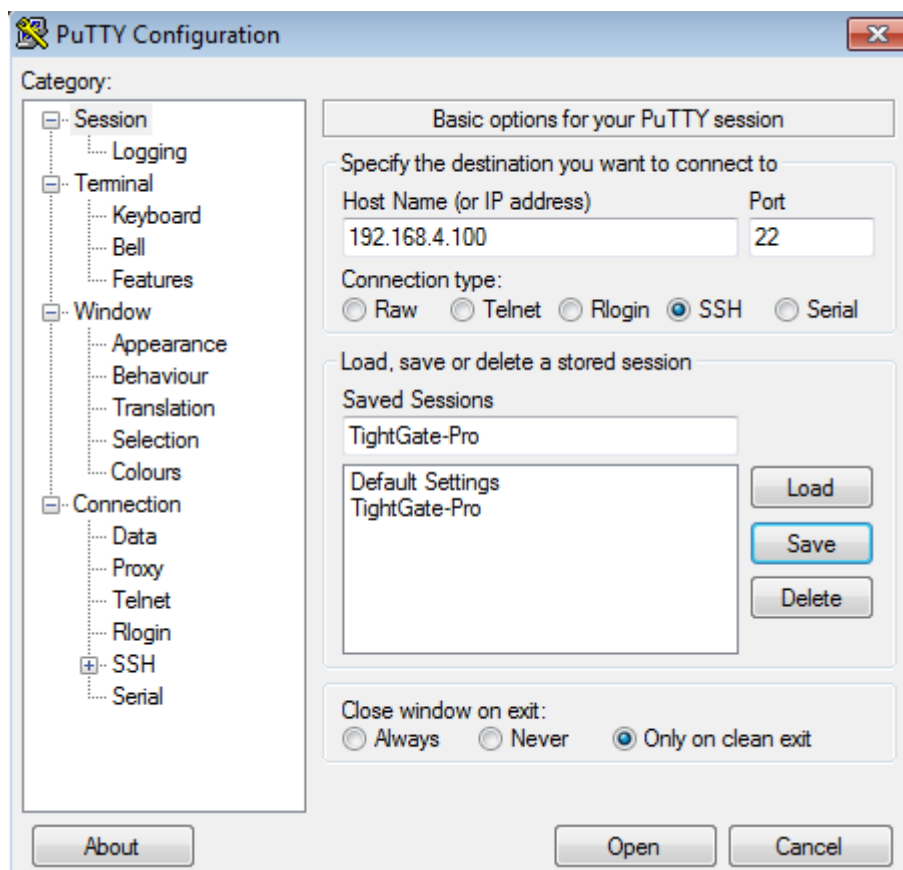 PuTTY Configuration
Category:
Session
Logging
Terminal
Keyboard
Bell
Features
Window
Appearance
Behaviour
Translation
Selection
Colours
Connection
Data
Proxy
Telnet
Rlogin
SSH
Serial
Basic options for your PuTTY session
Specify the destination you want to connect to
Host Name (or IP address) Port
192.168.4.100 22
Connection type:
Raw Telnet Rlogin SSH Serial
Load, save or delete a stored session
Saved Sessions
TightGate-Pro
Default Settings
TightGate-Pro
Load
Save
Delete
Close window on exit:
Always Never Only on clean exit
About Open Cancel